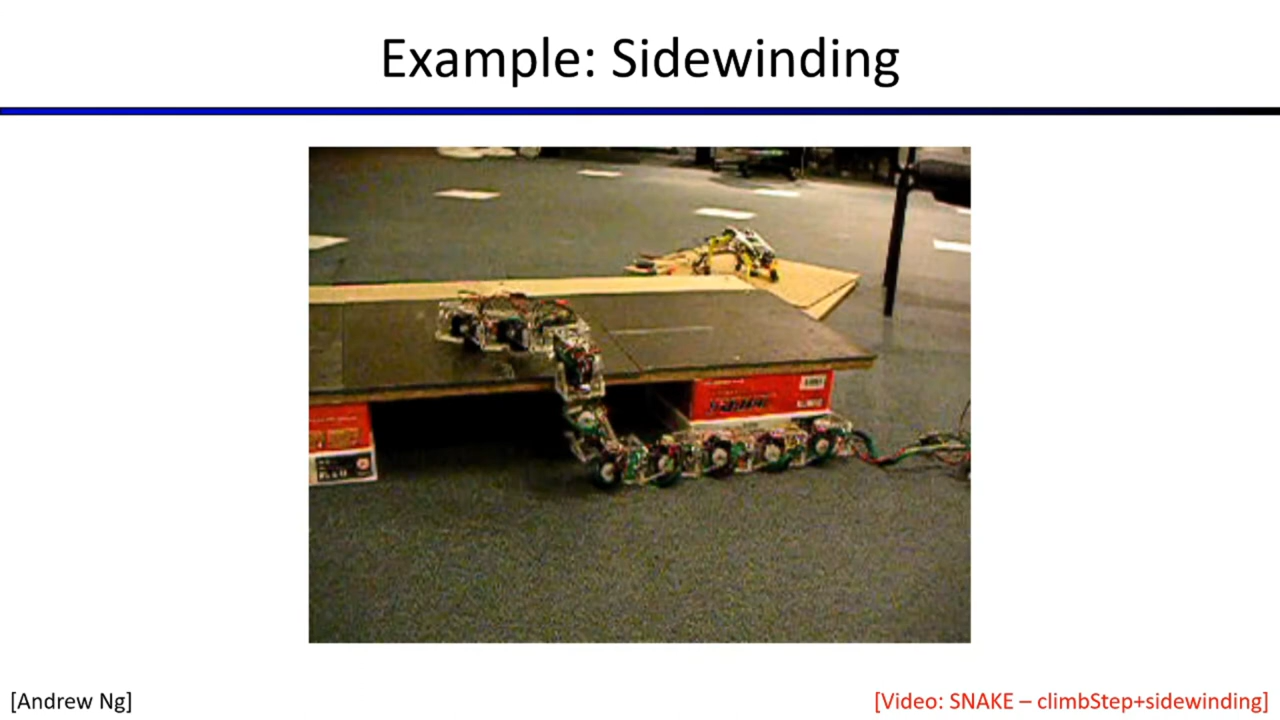 Example: Sidewinding
[Andrew Ng]
[Video: SNAKE – climbStep+sidewinding]